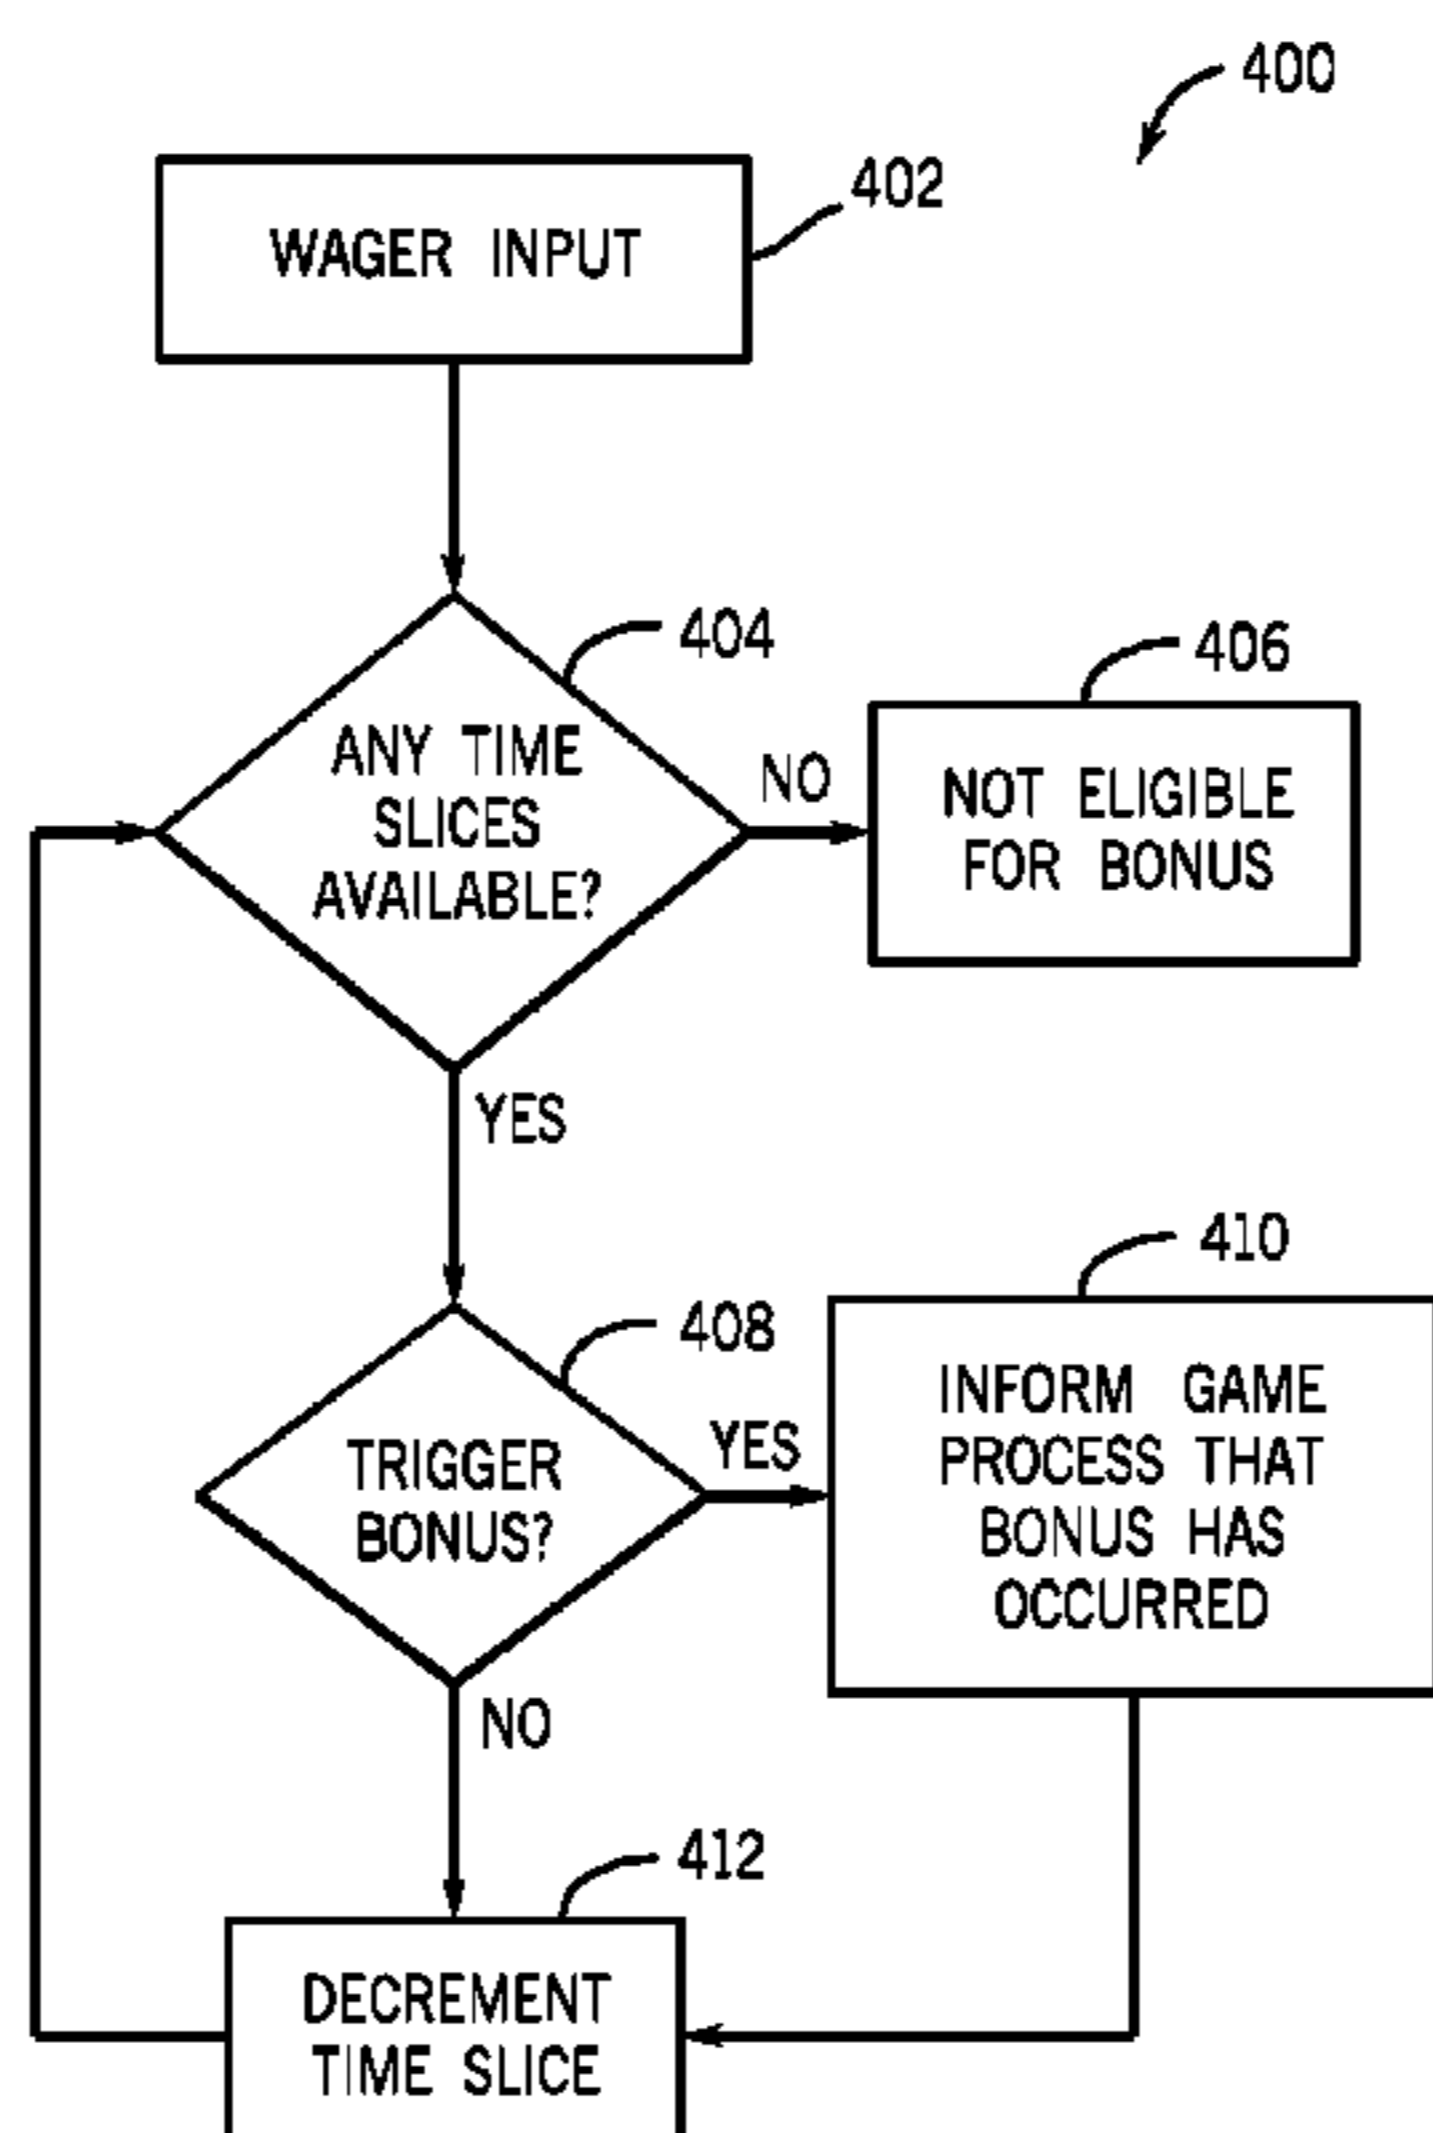 400
402
WAGER INPUT
404
ANY TIME
SLICES
AVAILABLE?
NO
406
NOT ELIGIBLE
FOR BONUS
YES
408
TRIGGER
BONUS?
YES
410
INFORM GAME
PROCESS THAT
BONUS HAS
OCCURRED
NO
412
DECREMENT
TIME SLICE